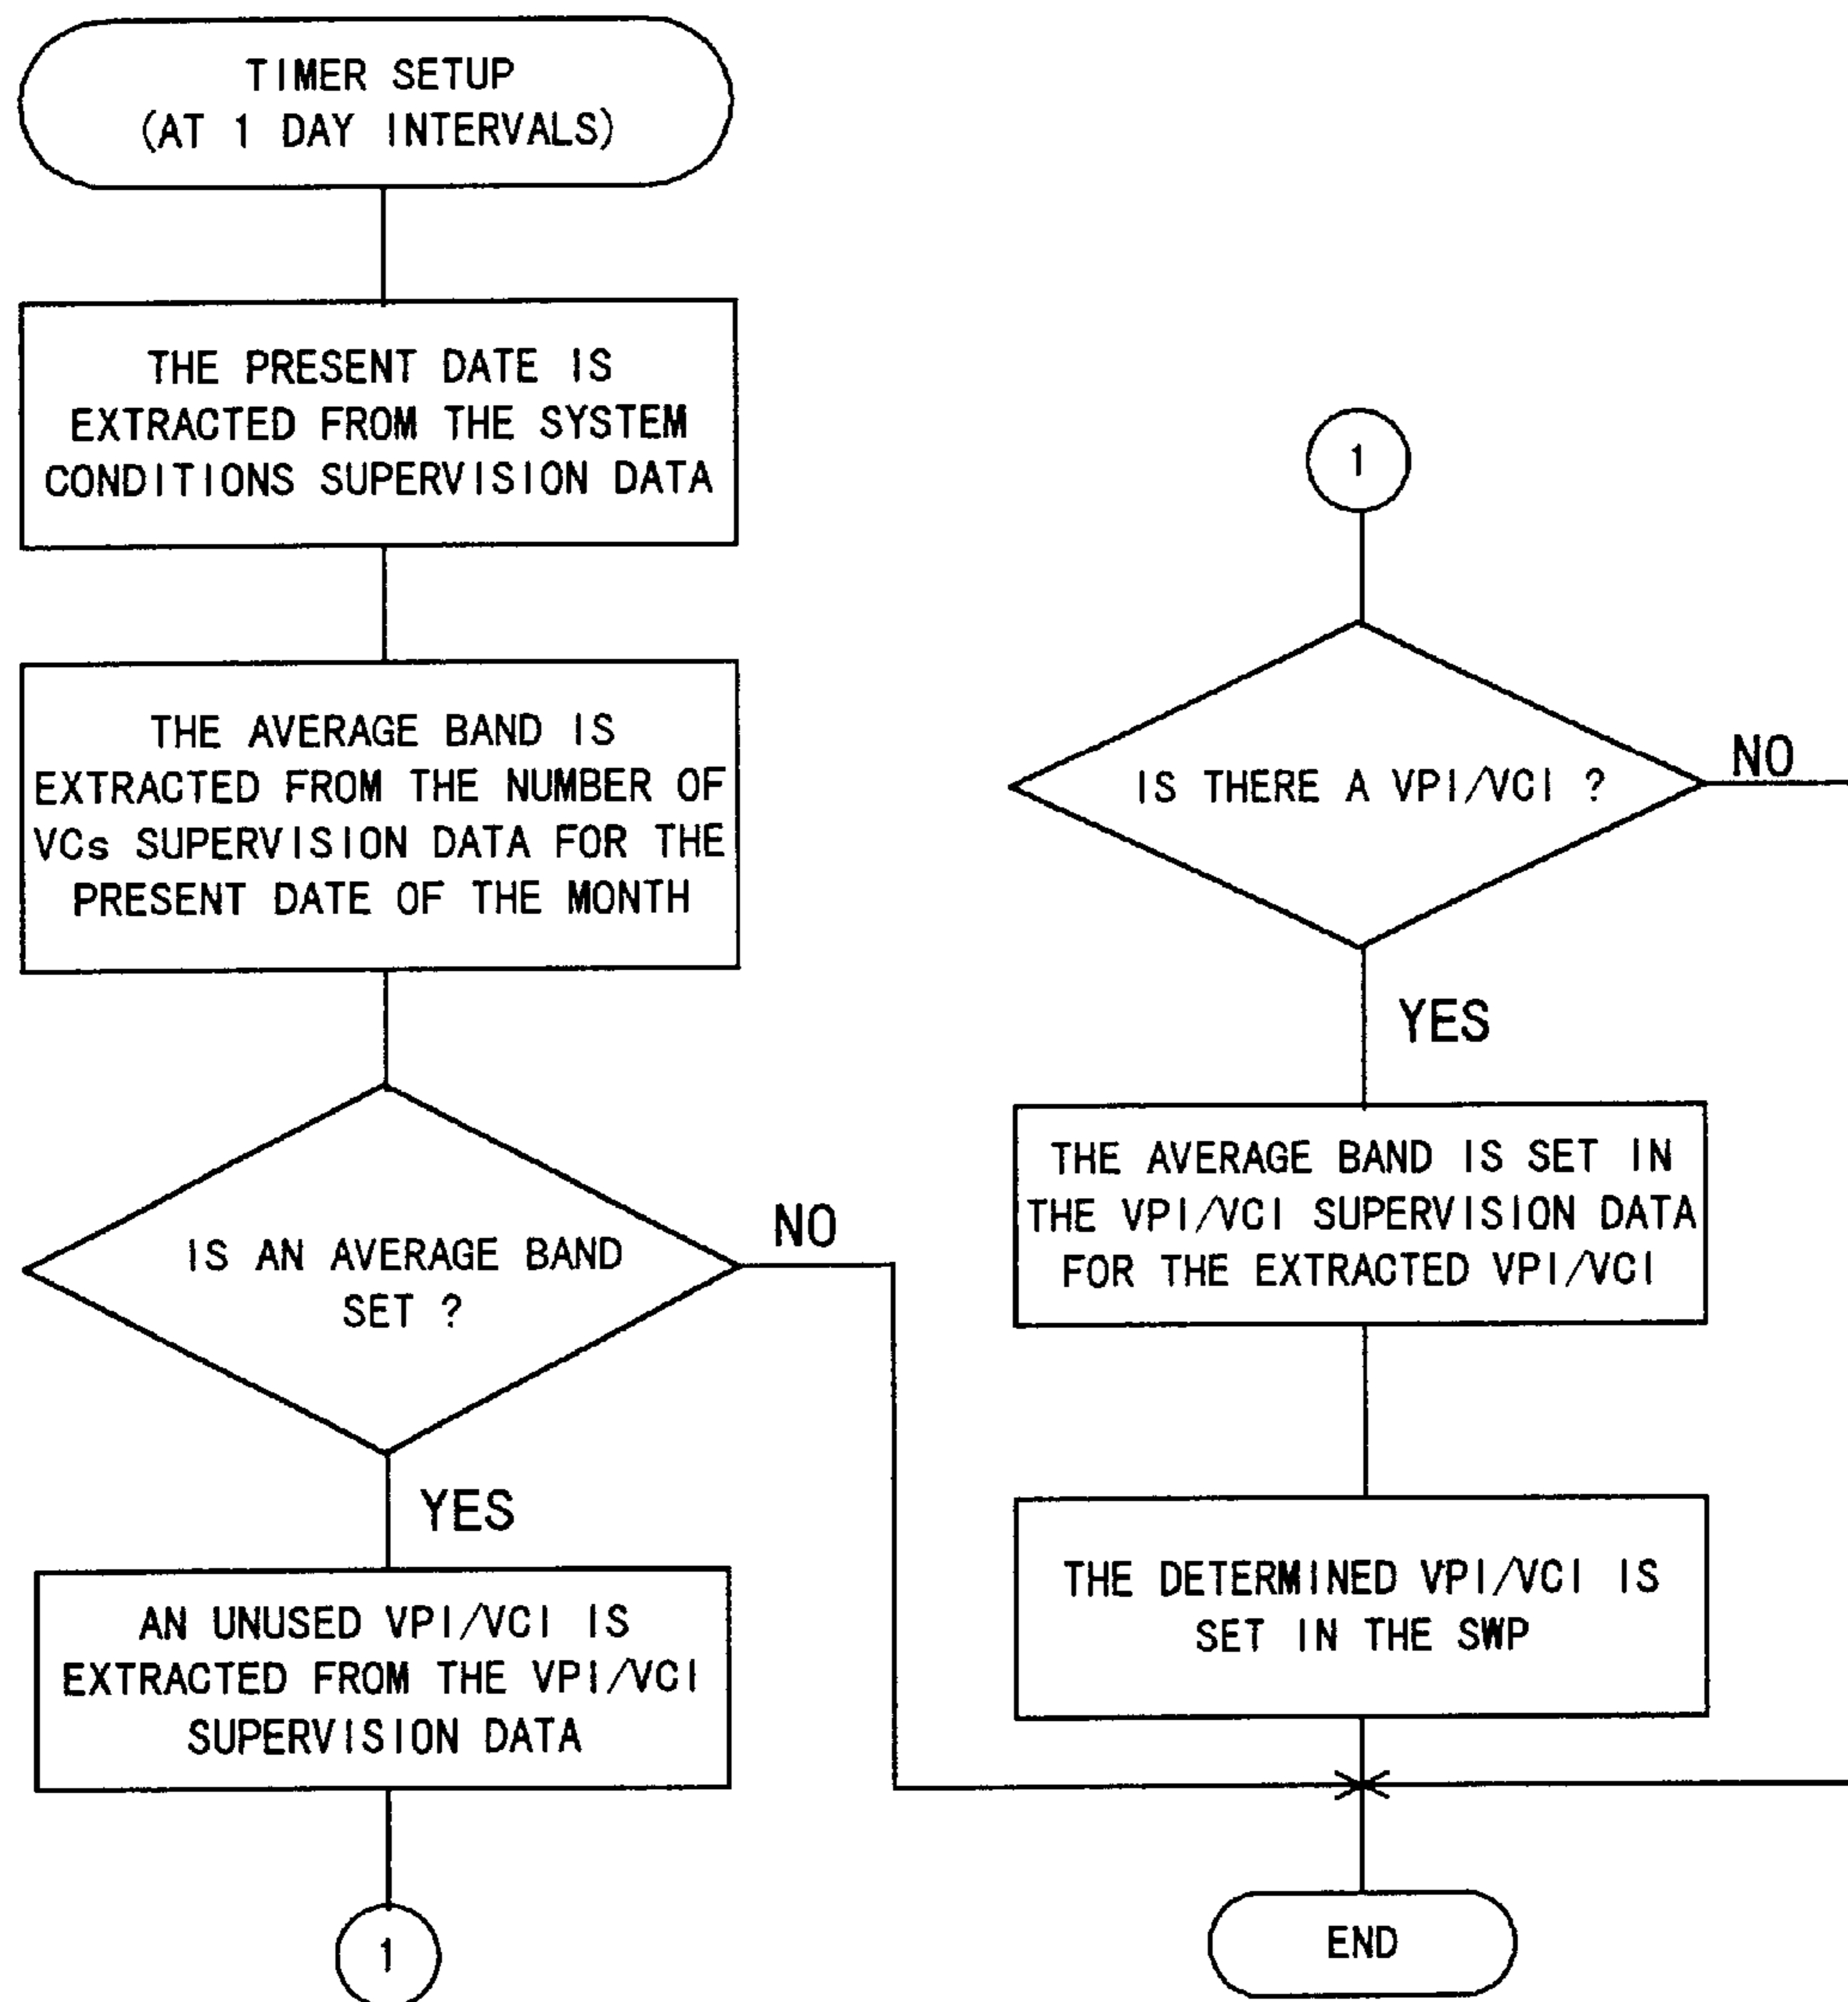 TIMER SETUP
(AT 1 DAY INTERVALS)
THE PRESENT DATE IS
EXTRACTED FROM THE SYSTEM
CONDITIONS SUPERVISION DATA
THE AVERAGE BAND IS
EXTRACTED FROM THE NUMBER OF
VCs SUPERVISION DATA FOR THE
PRESENT DATE OF THE MONTH
IS AN AVERAGE BAND
SET ?
NO
YES
AN UNUSED VPI/VCI IS
EXTRACTED FROM THE VPI/VCI
SUPERVISION DATA
1
1
IS THERE A VPI/VCI ?
NO
YES
THE AVERAGE BAND IS SET IN
THE VPI/VCI SUPERVISION DATA
FOR THE EXTRACTED VPI/VCI
THE DETERMINED VPI/VCI IS
SET IN THE SWP
END